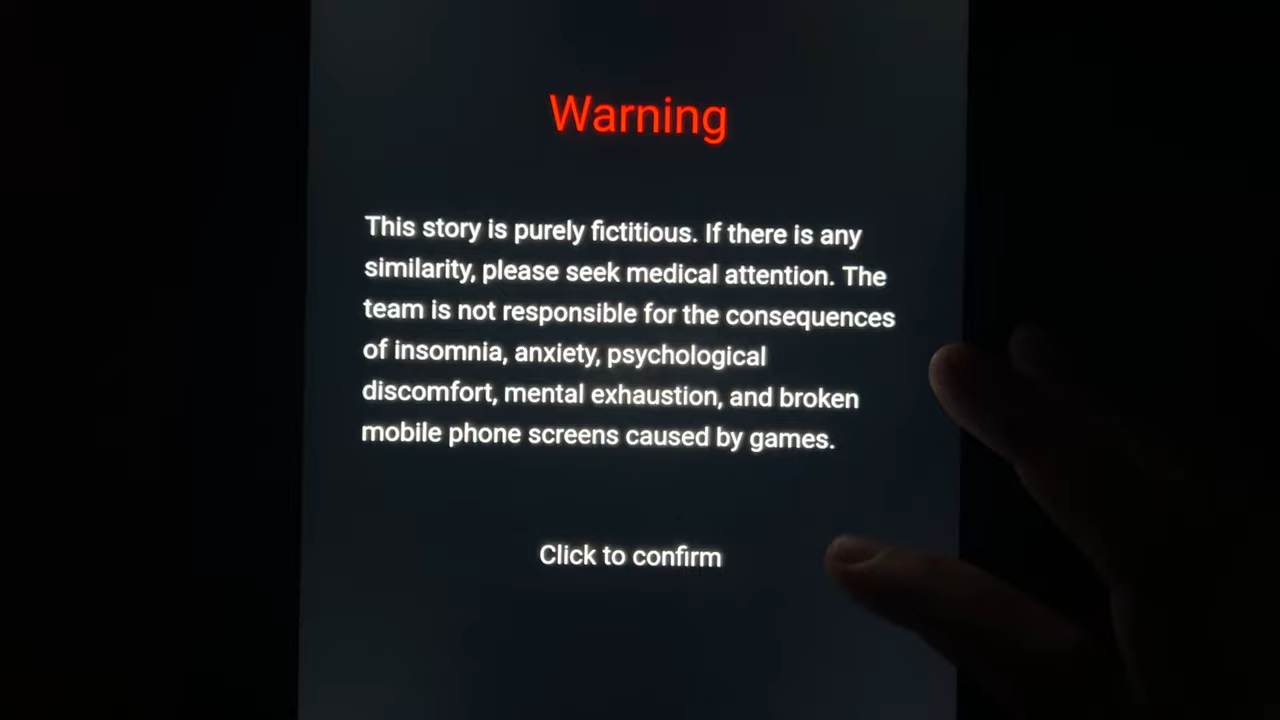 Warning
This story is purely fictitious. If there is any
similarity, please seek medical attention. The
team is not responsible for the consequences
of insomnia, anxiety, psychological
discomfort, mental exhaustion, and broken
mobile phone screens caused by games.
Click to confirm